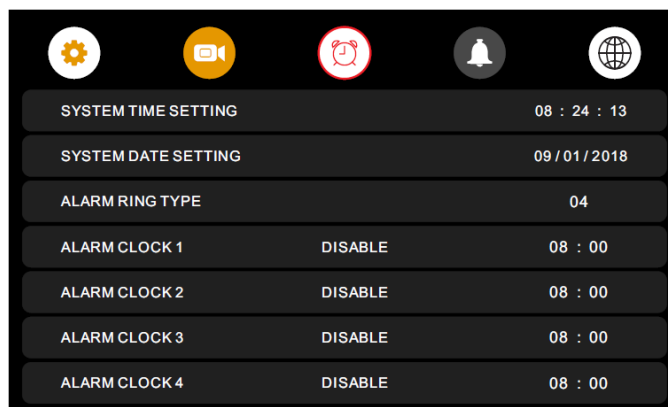 SYSTEM TIME SETTING 08 : 24 : 13
SYSTEM DATE SETTING 09 / 01 / 2018
ALARM RING TYPE 04
ALARM CLOCK 1 DISABLE 08 : 00
ALARM CLOCK 2 DISABLE 08 : 00
ALARM CLOCK 3 DISABLE 08 : 00
ALARM CLOCK 4 DISABLE 08 : 00